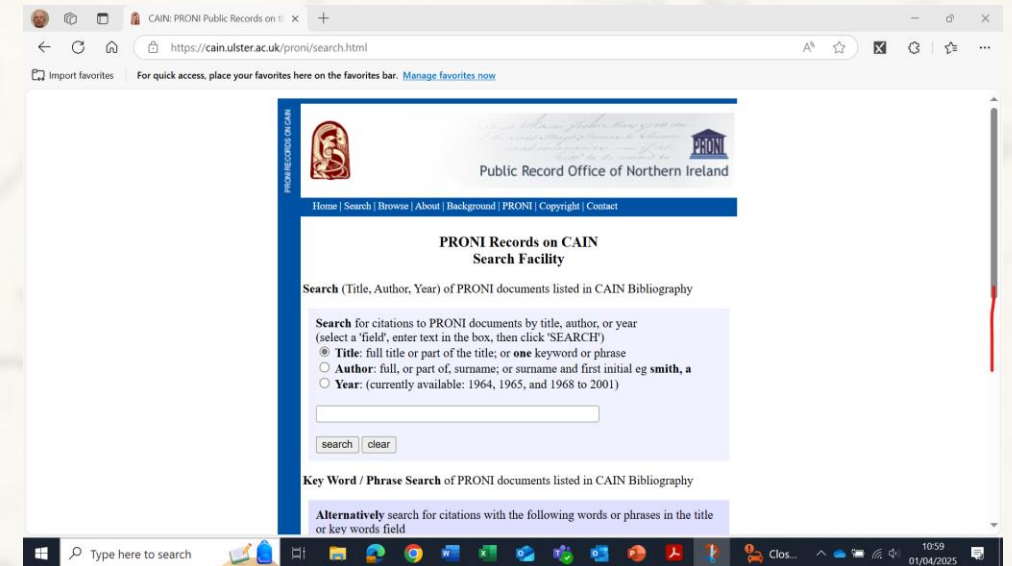 CAIN: PRONI Public Records on t
https://cain.ulster.ac.uk/proni/search.html
Import favorites For quick access, place your favorites here on the favorites bar. Manage favorites now
PRONI RECORDS ON CAIN
PRONI
Public Record Office of Northern Ireland
Home | Search | Browse | About | Background | PRONI | Copyright | Contact
PRONI Records on CAIN
Search Facility
Search (Title, Author, Year) of PRONI documents listed in CAIN Bibliography
Search for citations to PRONI documents by title, author, or year
(select a 'field', enter text in the box, then click 'SEARCH')
Title: full title or part of the title; or one keyword or phrase
Author: full, or part of, surname; or surname and first initial eg smith, a
Year: (currently available: 1964, 1965, and 1968 to 2001)
search clear
Key Word / Phrase Search of PRONI documents listed in CAIN Bibliography
Alternatively search for citations with the following words or phrases in the title
or key words field
Type here to search
Clos...
10:59
01/04/2025